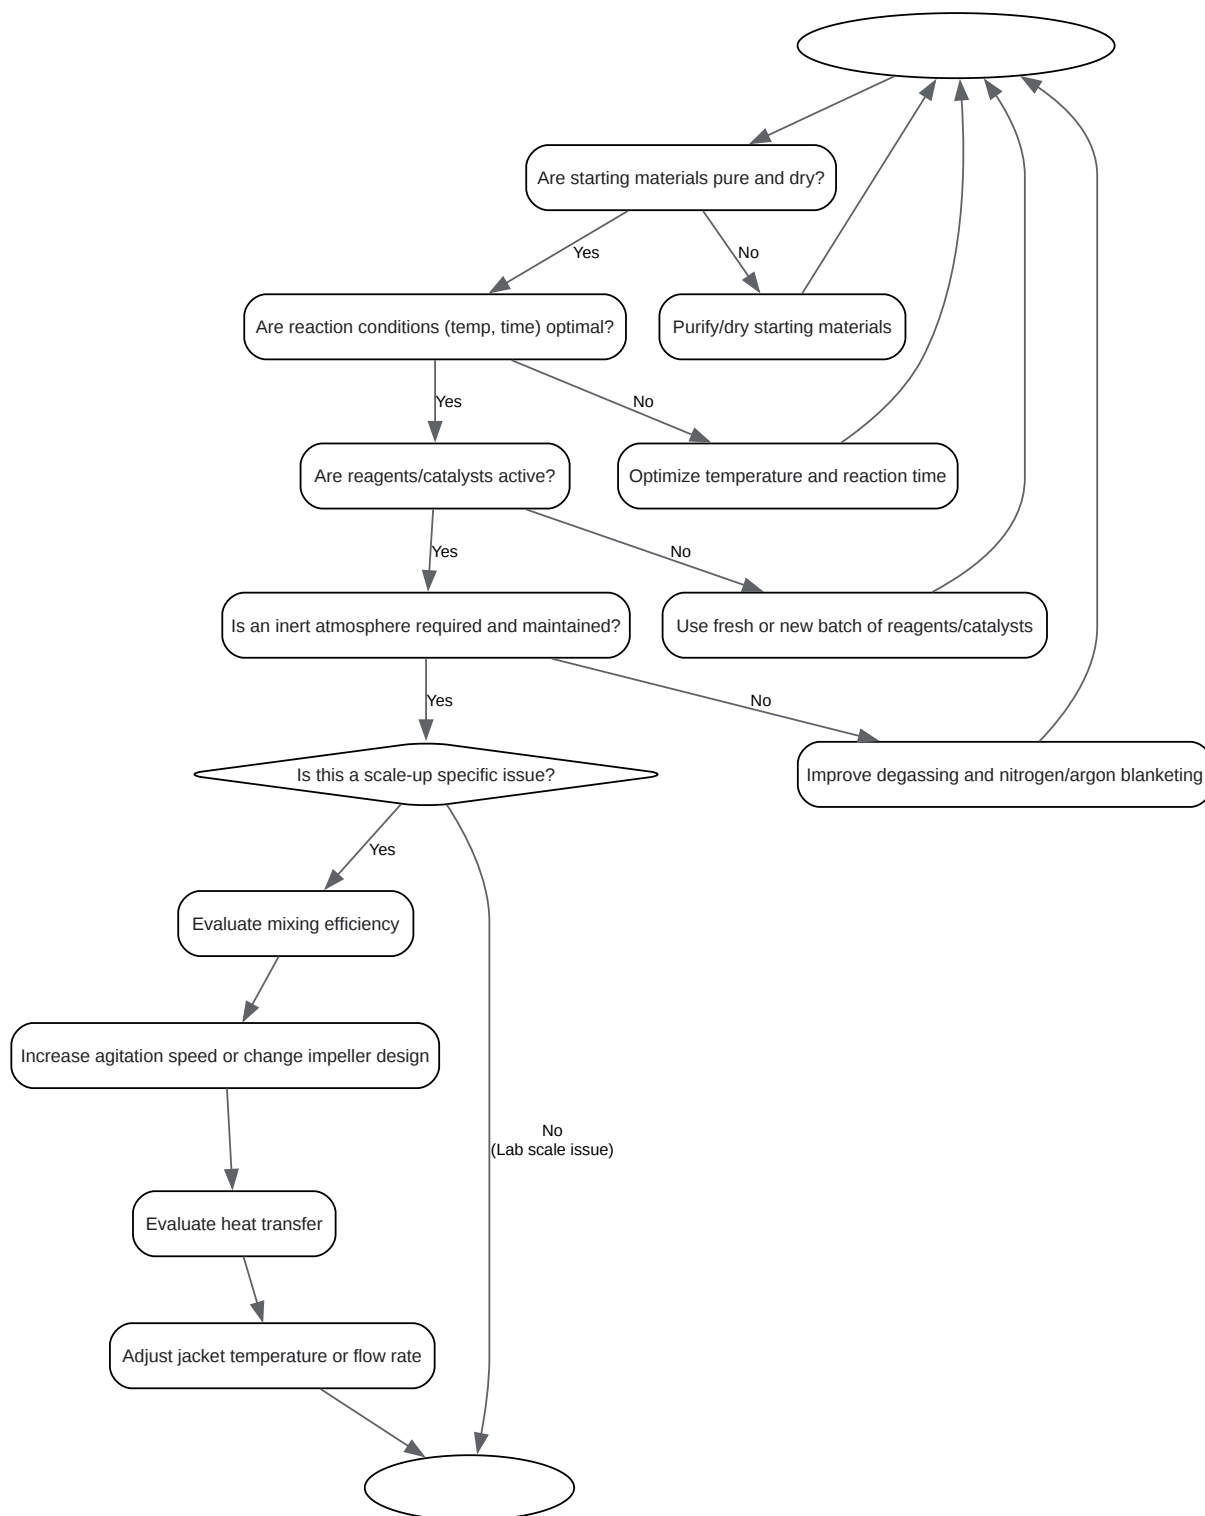 Are starting materials pure and dry?
Yes
No
Are reaction conditions (temp, time) optimal?
Purify/dry starting materials
Yes
No
Are reagents/catalysts active?
Optimize temperature and reaction time
Yes
No
Is an inert atmosphere required and maintained?
Use fresh or new batch of reagents/catalysts
Yes
No
Is this a scale-up specific issue?
Improve degassing and nitrogen/argon blanketing
Yes
Evaluate mixing efficiency
Increase agitation speed or change impeller design
No
(Lab scale issue)
Evaluate heat transfer
Adjust jacket temperature or flow rate